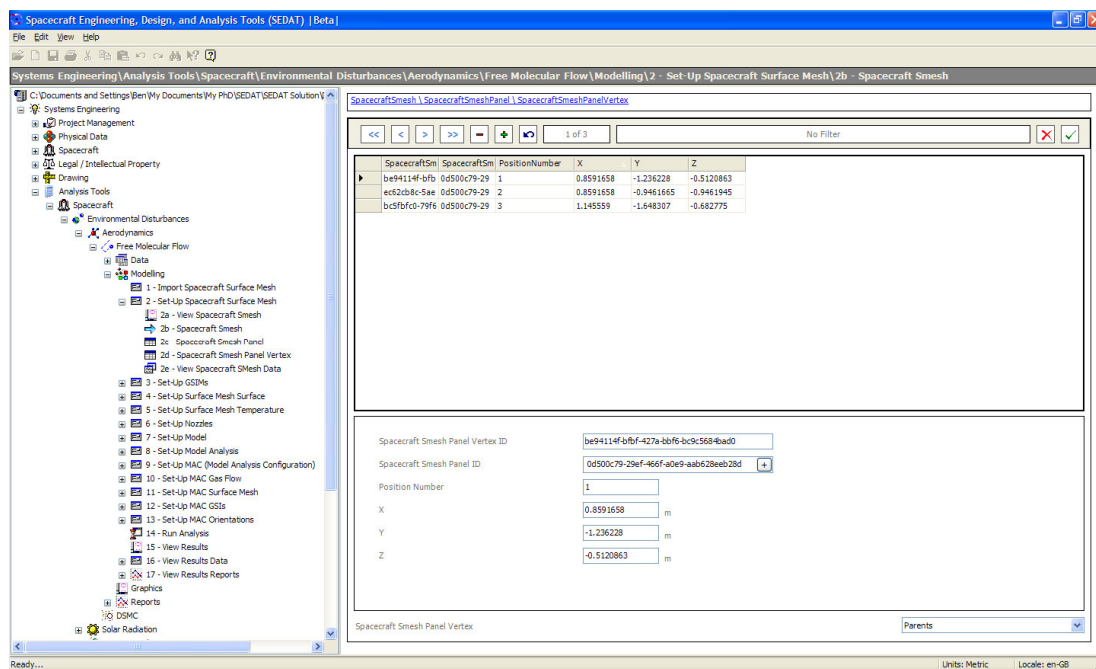 Spacecraft Engineering, Design, and Analysis Tools (SEDAT) |Beta|
File Edit View Help
Systems Engineering\Analysis Tools\Spacecraft\Environmental Disturbances\Aerodynamics\Free Molecular Flow\Modelling\2 - Set-Up Spacecraft Surface Mesh\2b - Spacecraft Smesh
C:\Documents and Settings\Ben\My Documents\My PhD\SEDAT\SEDAT Solution\
Systems Engineering
Project Management
Physical Data
Spacecraft
Legal / Intellectual Property
Drawing
Analysis Tools
Spacecraft
Environmental Disturbances
Aerodynamics
Free Molecular Flow
Data
Modelling
1 - Import Spacecraft Surface Mesh
2 - Set-Up Spacecraft Surface Mesh
2a - View Spacecraft Smesh
2b - Spacecraft Smesh
2c - Spacecraft Smesh Panel
2d - Spacecraft Smesh Panel Vertex
2e - View Spacecraft SMesh Data
3 - Set-Up GSIMs
4 - Set-Up Surface Mesh Surface
5 - Set-Up Surface Mesh Temperature
6 - Set-Up Nozzles
7 - Set-Up Model
8 - Set-Up Model Analysis
9 - Set-Up MAC (Model Analysis Configuration)
10 - Set-Up MAC Gas Flow
11 - Set-Up MAC Surface Mesh
12 - Set-Up MAC GSIs
13 - Set-Up MAC Orientations
14 - Run Analysis
15 - View Results
16 - View Results Data
17 - View Results Reports
Graphics
Reports
DSMC
Solar Radiation
SpacecraftSmesh \ SpacecraftSmeshPanel \ SpacecraftSmeshPanelVertex
<< < > >> 1 of 3 No Filter
SpacecraftSm SpacecraftSm PositionNumber X Y Z
be94114f-bfb 0d500c79-29 1 0.8591658 -1.236228 -0.5120863
ec62cb8c-5ae 0d500c79-29 2 0.8591658 -0.9461665 -0.9461945
bc5fbfc0-79f6 0d500c79-29 3 1.145559 -1.648307 -0.682775
Spacecraft Smesh Panel Vertex ID be94114f-bfbf-427a-bbf6-bc9c5684bad0
Spacecraft Smesh Panel ID 0d500c79-29ef-466f-a0e9-aab628eeb28d +
Position Number 1
X 0.8591658 m
Y -1.236228 m
Z -0.5120863 m
Spacecraft Smesh Panel Vertex Parents
Ready... Units: Metric Locale: en-GB